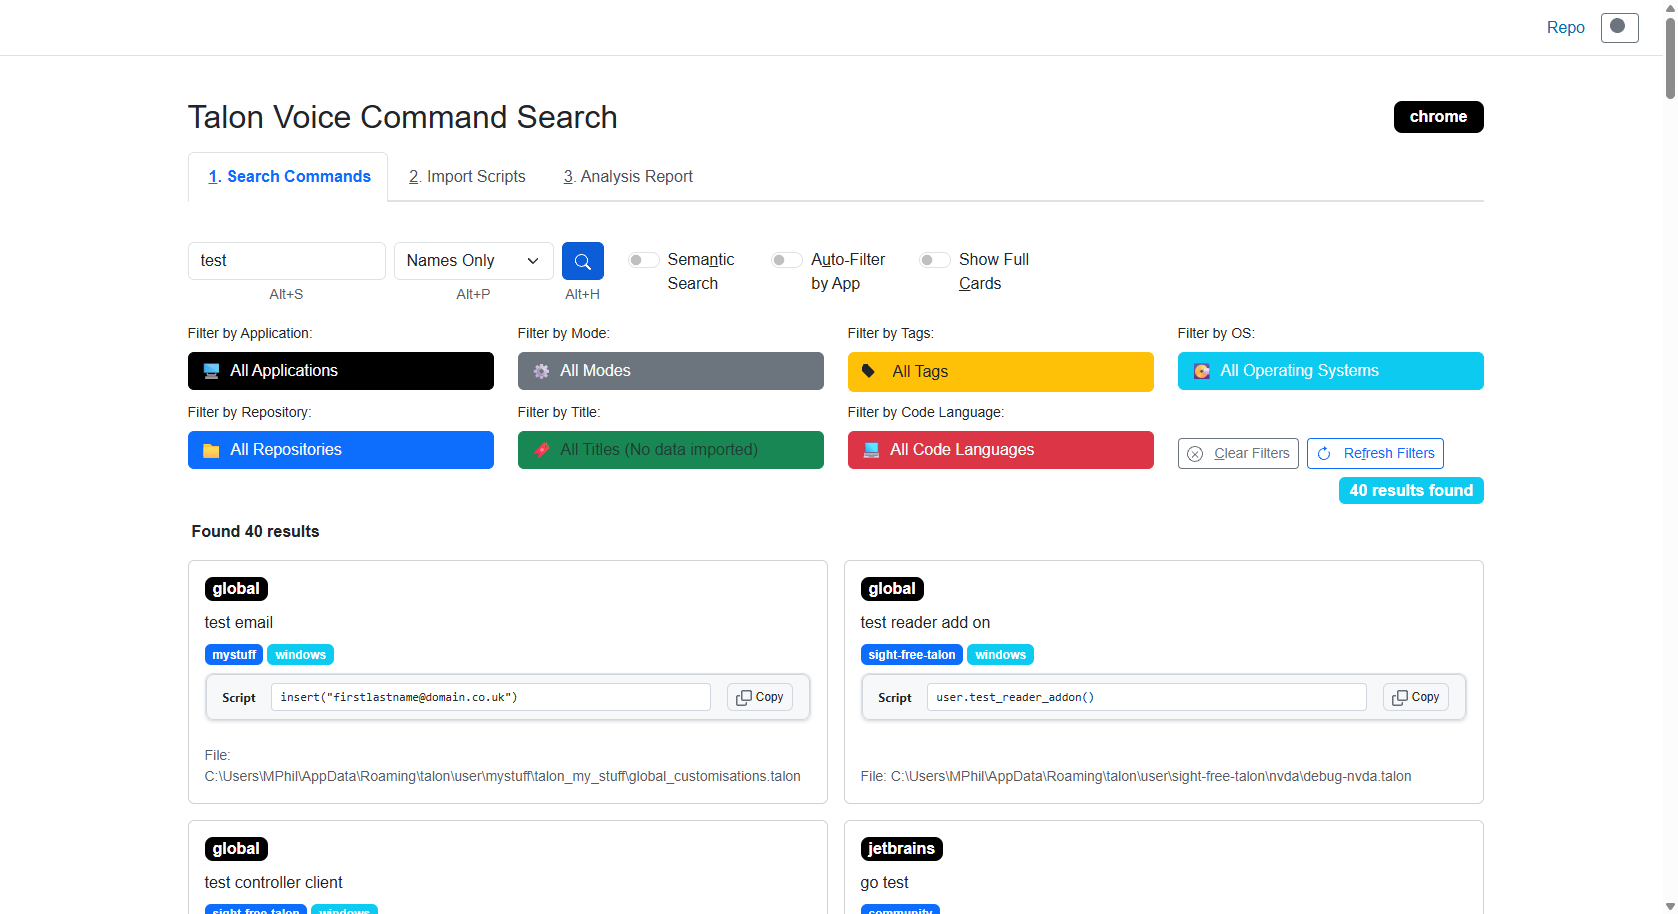 Repo
Talon Voice Command Search
chrome
1. Search Commands
2. Import Scripts
3. Analysis Report
test
Names Only
Semantic
Search
Auto-Filter
by App
Show Full
Cards
Alt+S
Alt+P
Alt+H
Filter by Application:
Filter by Mode:
Filter by Tags:
Filter by OS:
All Applications
All Modes
All Tags
All Operating Systems
Filter by Repository:
Filter by Title:
Filter by Code Language:
All Repositories
All Titles (No data imported)
All Code Languages
Clear Filters
Refresh Filters
40 results found
Found 40 results
global
test email
mystuff windows
Script insert("firstlastname@domain.co.uk") Copy
File:
C:\Users\MPhil\AppData\Roaming\talon\user\mystuff\talon_my_stuff\global_customisations.talon
global
test reader add on
sight-free-talon windows
Script user.test_reader_addon() Copy
File: C:\Users\MPhil\AppData\Roaming\talon\user\sight-free-talon\nvda\debug-nvda.talon
global
test controller client
sight-free-talon windows
jetbrains
go test
community